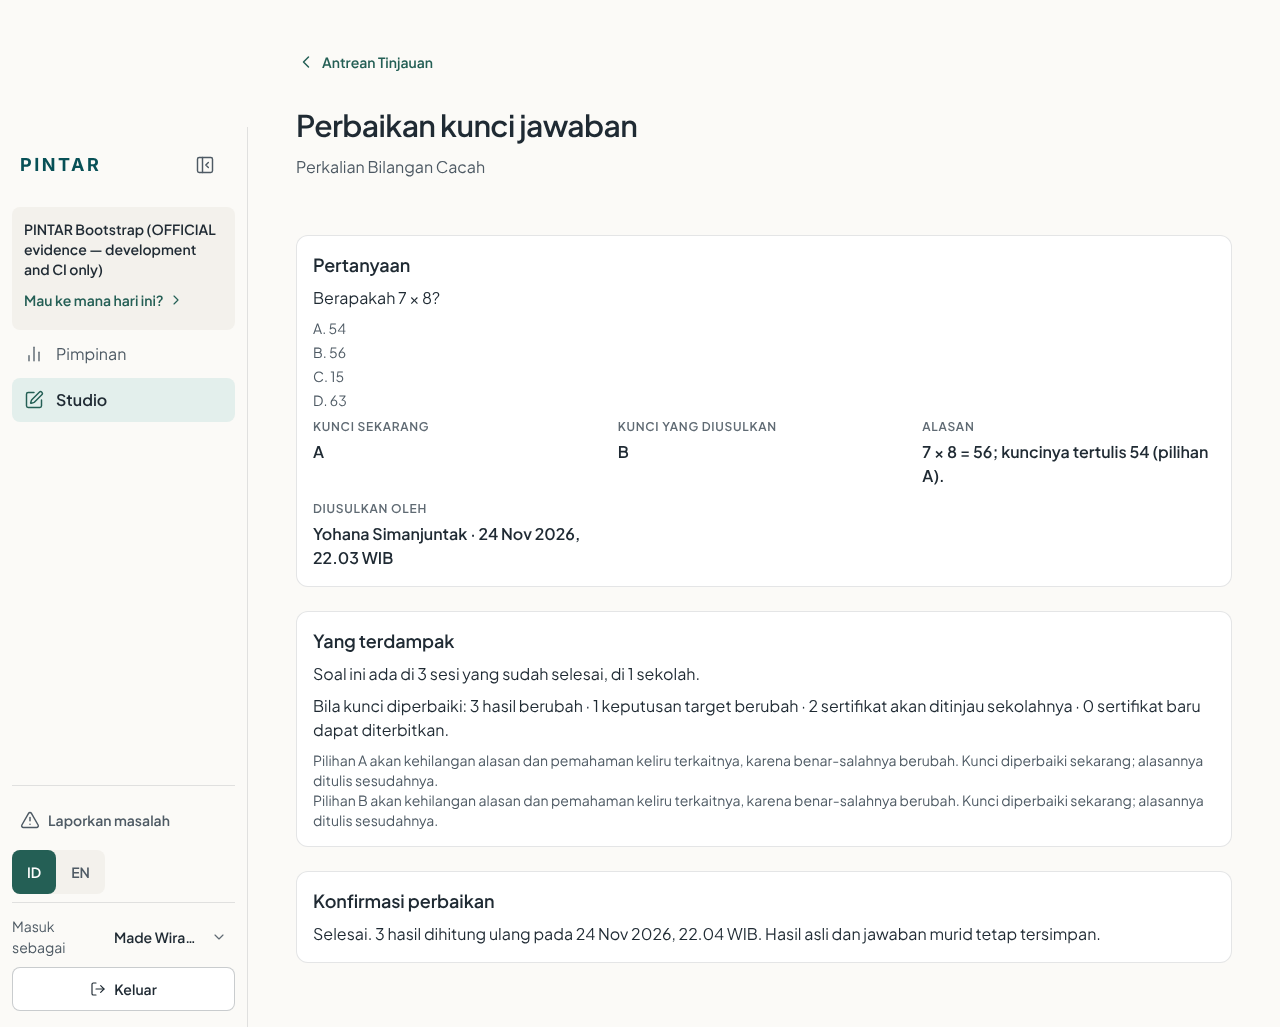 Antrean Tinjauan
Perbaikan kunci jawaban
Perkalian Bilangan Cacah
PINTAR
PINTAR Bootstrap (OFFICIAL
evidence — development
and CI only)
Mau ke mana hari ini?
Pimpinan
Studio
Laporkan masalah
ID
EN
Masuk
sebagai
Made Wira...
Keluar
Pertanyaan
Berapakah 7 × 8?
A. 54
B. 56
C. 15
D. 63
KUNCI SEKARANG
A
KUNCI YANG DIUSULKAN
B
ALASAN
7 × 8 = 56; kuncinya tertulis 54 (pilihan
A).
DIUSULKAN OLEH
Yohana Simanjuntak · 24 Nov 2026,
22.03 WIB
Yang terdampak
Soal ini ada di 3 sesi yang sudah selesai, di 1 sekolah.
Bila kunci diperbaiki: 3 hasil berubah · 1 keputusan target berubah · 2 sertifikat akan ditinjau sekolahnya · 0 sertifikat baru
dapat diterbitkan.
Pilihan A akan kehilangan alasan dan pemahaman keliru terkaitnya, karena benar-salahnya berubah. Kunci diperbaiki sekarang; alasannya
ditulis sesudahnya.
Pilihan B akan kehilangan alasan dan pemahaman keliru terkaitnya, karena benar-salahnya berubah. Kunci diperbaiki sekarang; alasannya
ditulis sesudahnya.
Konfirmasi perbaikan
Selesai. 3 hasil dihitung ulang pada 24 Nov 2026, 22.04 WIB. Hasil asli dan jawaban murid tetap tersimpan.